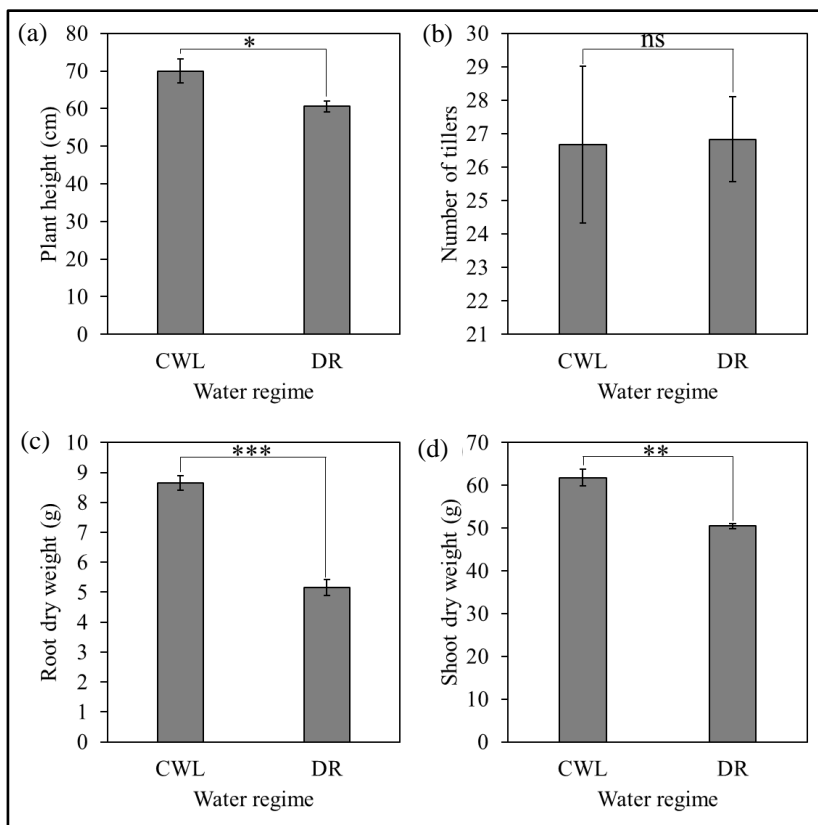 (a)
Plant height (cm)
80
70
60
50
40
30
20
10
0
*
CWL
DR
Water regime
(b)
Number of tillers
30
29
28
27
26
25
24
23
22
21
ns
CWL
DR
Water regime
(c)
Root dry weight (g)
10
9
8
7
6
5
4
3
2
1
0
***
CWL
DR
Water regime
(d)
Shoot dry weight (g)
70
60
50
40
30
20
10
0
**
CWL
DR
Water regime